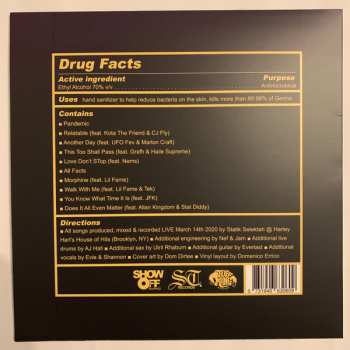 Drug Facts
Active ingredient Purpose
Ethyl Alcohol 70% v/v Antimicrobial
Uses hand sanitizer to help reduce bacteria on the skin, kills more than 99.98% of Germs
Contains
Pandemic
Relatable (feat. Kota The Friend & CJ Fly)
Another Day (feat. UFO Fev & Marlon Craft)
This Too Shall Pass (feat. Grafh & Haile Supreme)
Love Don't STop (feat. Nems)
All Facts
Morphine (feat. Lil Fame)
Walk With Me (feat. Lil Fame & Tek)
You Know What Time It Is (feat. JFK)
Does It All Even Matter (feat. Allan Kingdom & Stat Diddy)
Directions
All songs produced, mixed & recorded LIVE March 14th 2020 by Statik Selektah @ Harley
Harl's House of Hits (Brooklyn, NY) Additional engineering by Nef & Jam Additional live
drums by AJ Hall Additional sax by Utril Rhaburn Additional guitar by Everlast Additional
vocals by Evie & Shannon Cover art by Dom Dirtee Vinyl layout by Domenico Errico
SHOW
OFF
ST
RECORDS